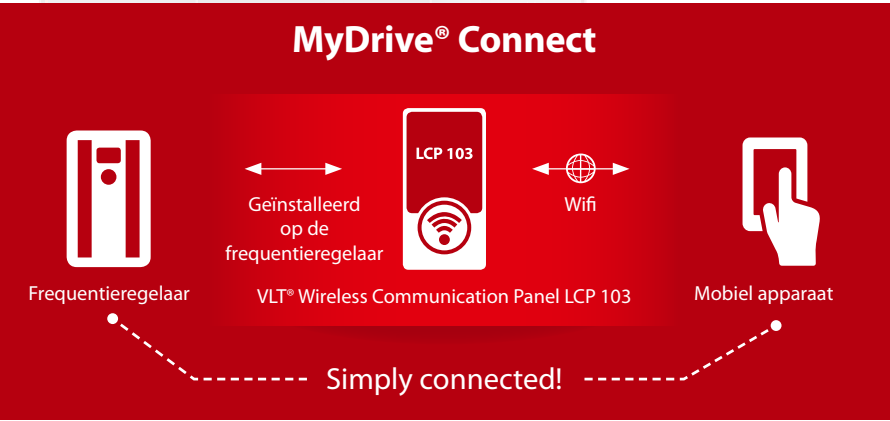 MyDrive® Connect
LCP 103
Geïnstalleerd
op de
frequentieregelaar
Wifi
Frequentieregelaar
VLT® Wireless Communication Panel LCP 103
Mobiel apparaat
Simply connected!